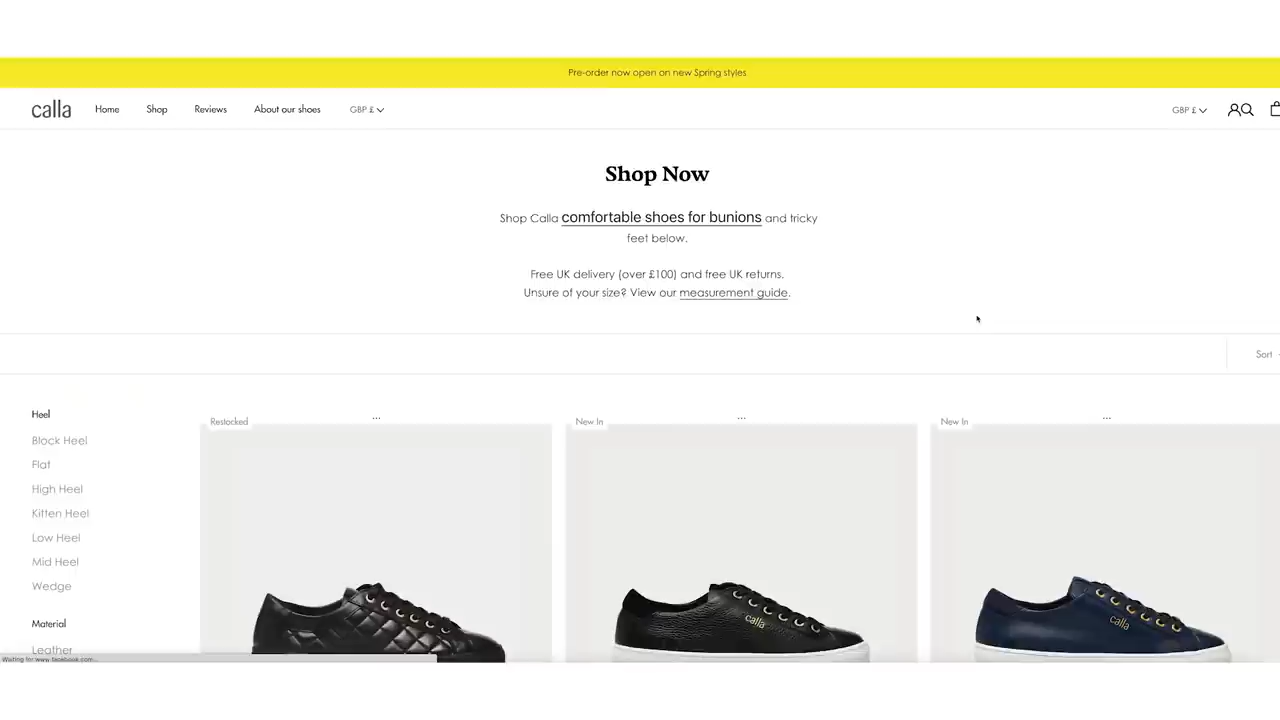 Pre-order now open on new Spring styles
calla Home Shop Reviews About our shoes GBP £ GBP £
Shop Now
Shop Calla comfortable shoes for bunions and tricky
feet below.
Free UK delivery (over £100) and free UK returns.
Unsure of your size? View our measurement guide.
Sort
Heel
Restocked
...
New In
...
New In
...
Block Heel
Flat
High Heel
Kitten Heel
Low Heel
Mid Heel
Wedge
calla
calla
Material
Leather